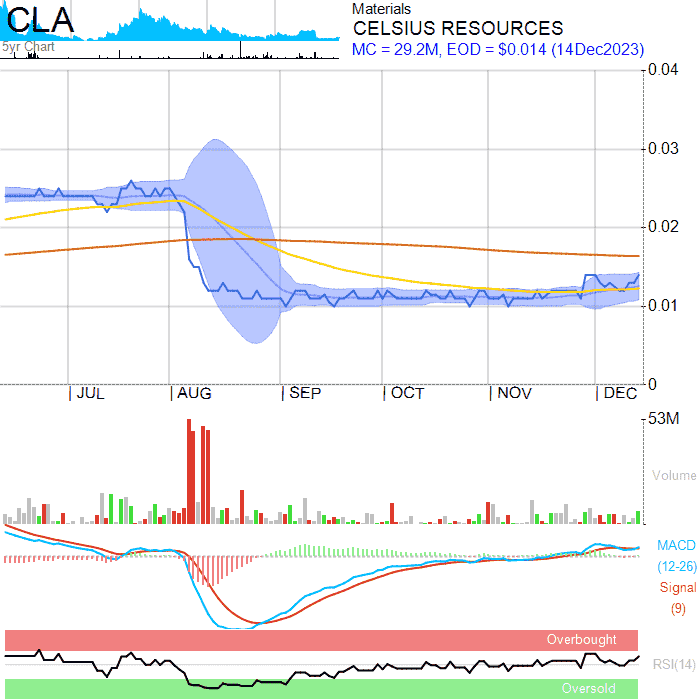 CLA
5yr Chart
Materials
CELSIUS RESOURCES
MC = 29.2M, EOD = $0.014 (14Dec2023)
0.04
0.03
0.02
0.01
0
JUL AUG SEP OCT NOV DEC
53M
Volume
MACD
(12-26)
Signal
(9)
Overbought
RSI(14)
Oversold